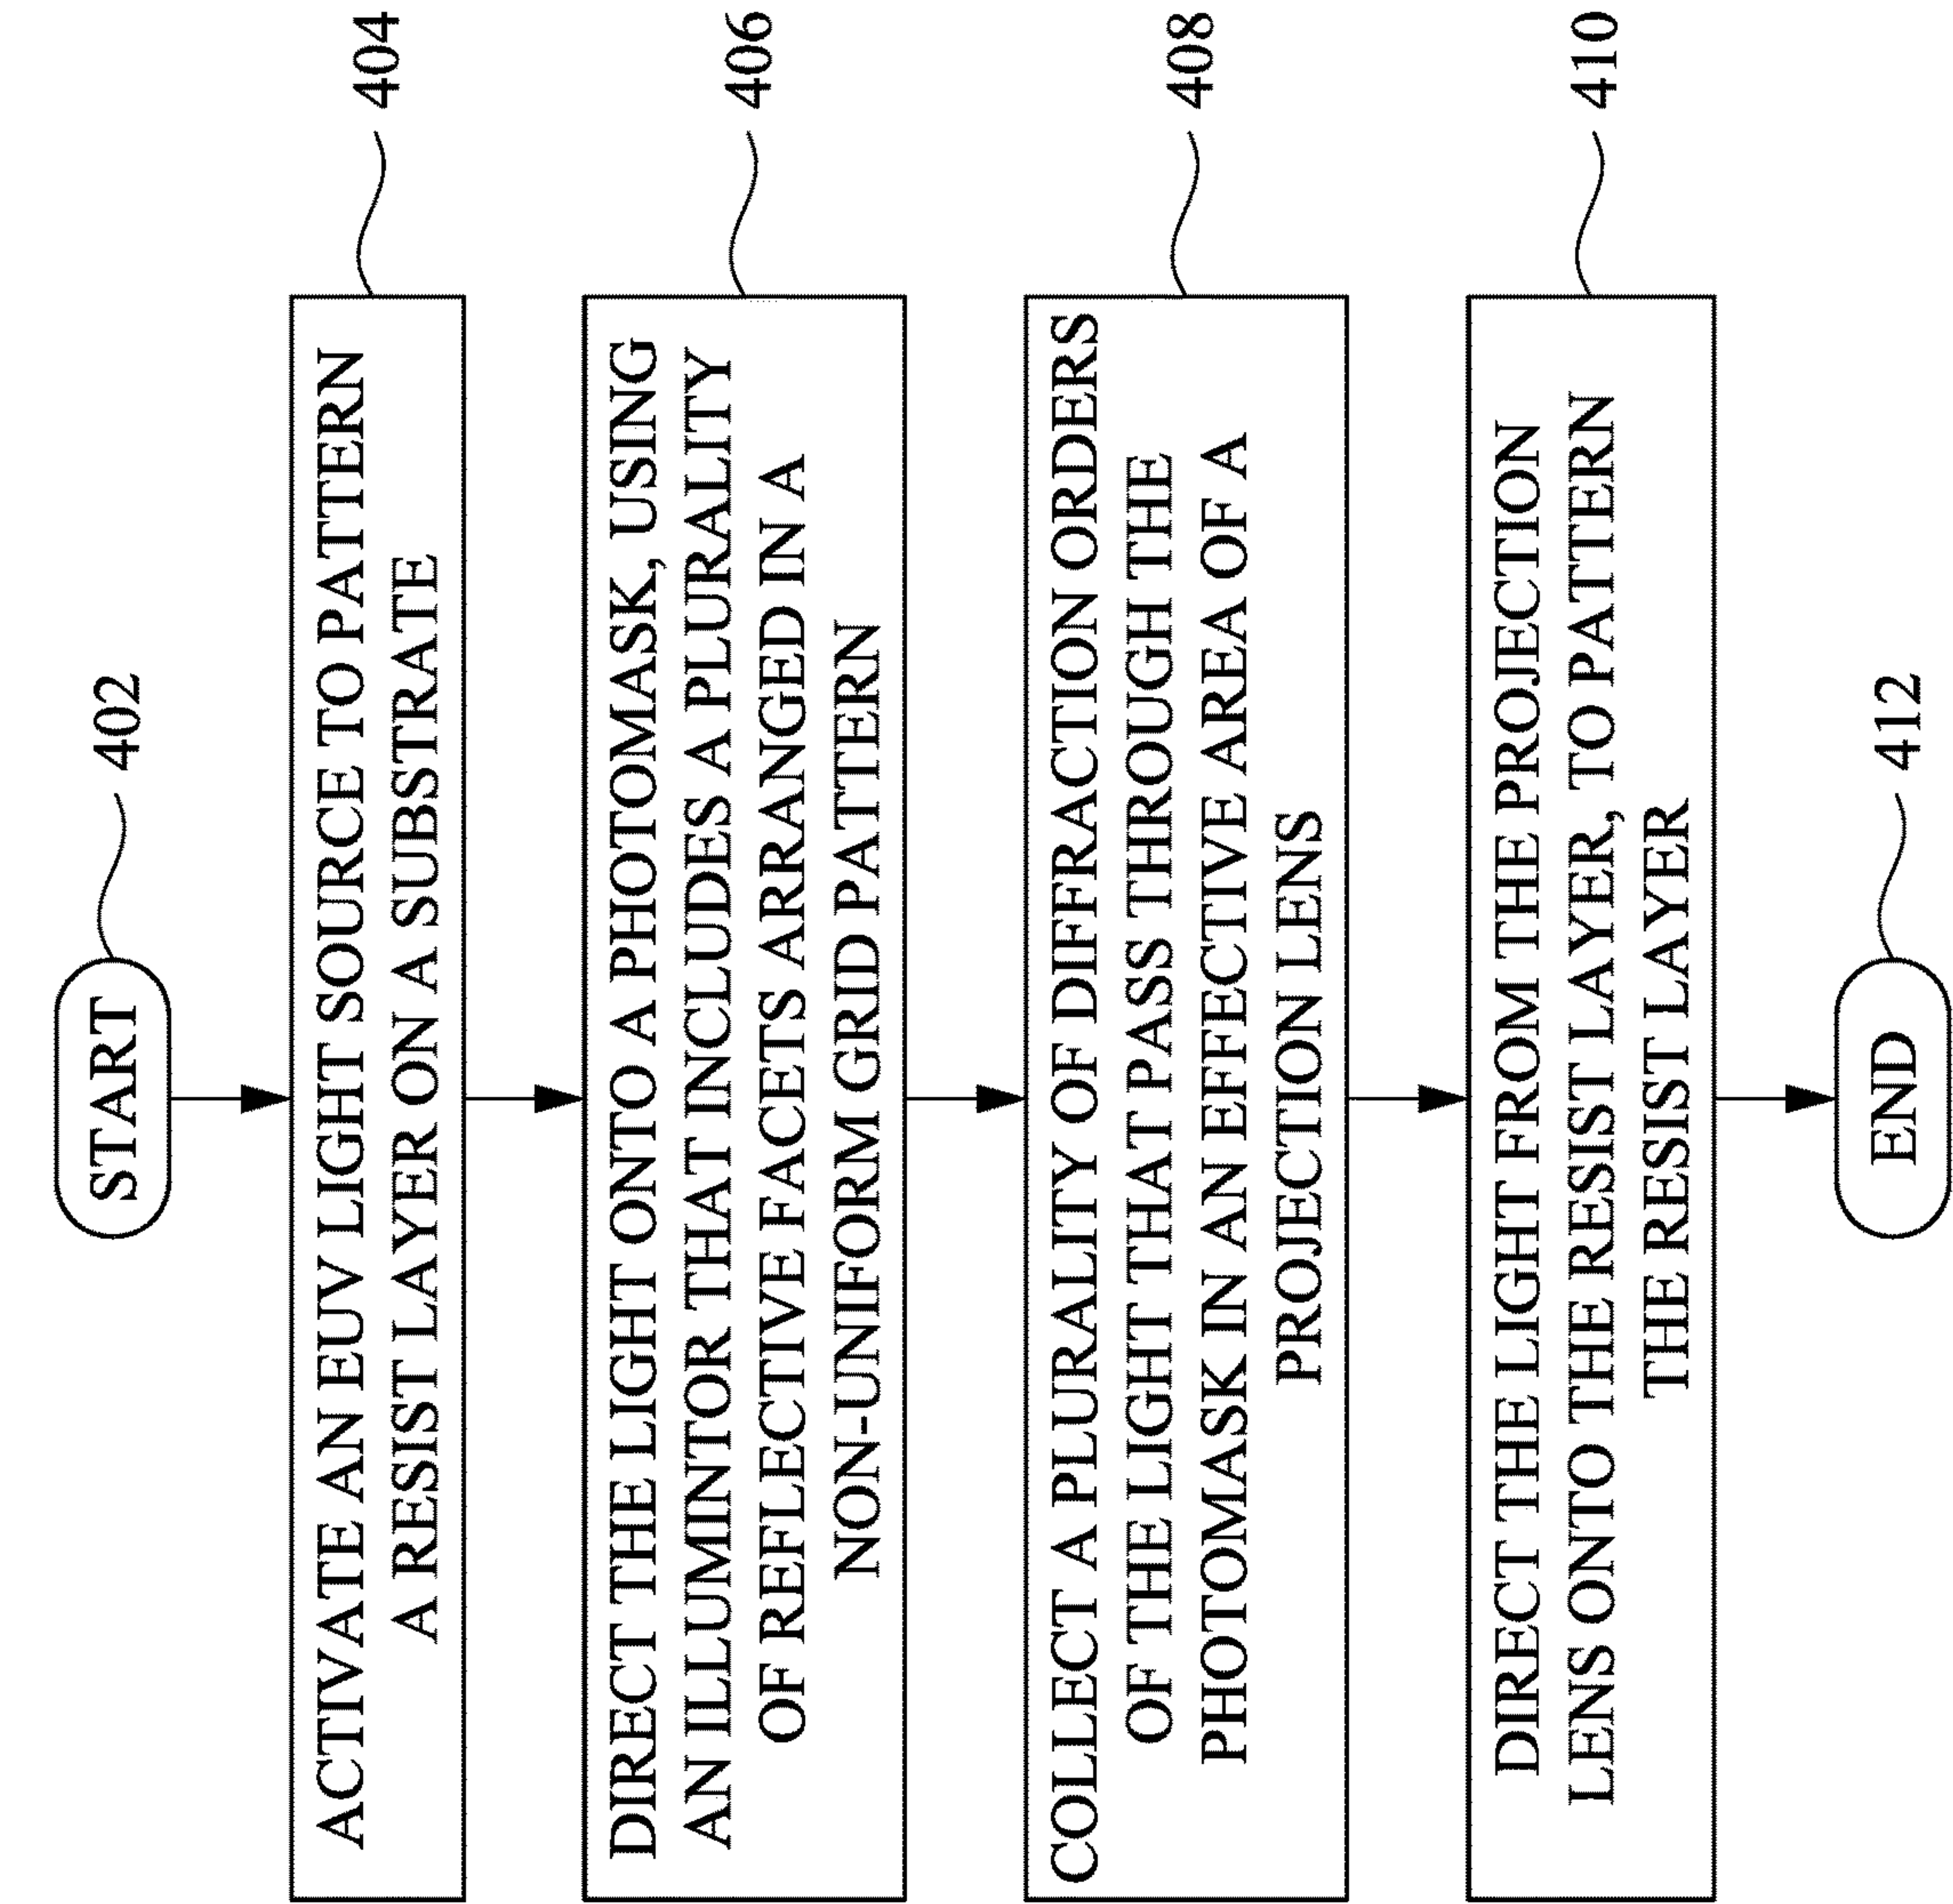 START
402
ACTIVATE AN EUV LIGHT SOURCE TO PATTERN
A RESIST LAYER ON A SUBSTRATE
404
DIRECT THE LIGHT ONTO A PHOTOMASK, USING
AN ILLUMINTOR THAT INCLUDES A PLURALITY
OF REFLECTIVE FACETS ARRANGED IN A
NON-UNIFORM GRID PATTERN
406
COLLECT A PLURALITY OF DIFFRACTION ORDERS
OF THE LIGHT THAT PASS THROUGH THE
PHOTOMASK IN AN EFFECTIVE AREA OF A
PROJECTION LENS
408
DIRECT THE LIGHT FROM THE PROJECTION
LENS ONTO THE RESIST LAYER, TO PATTERN
THE RESIST LAYER
410
END
412